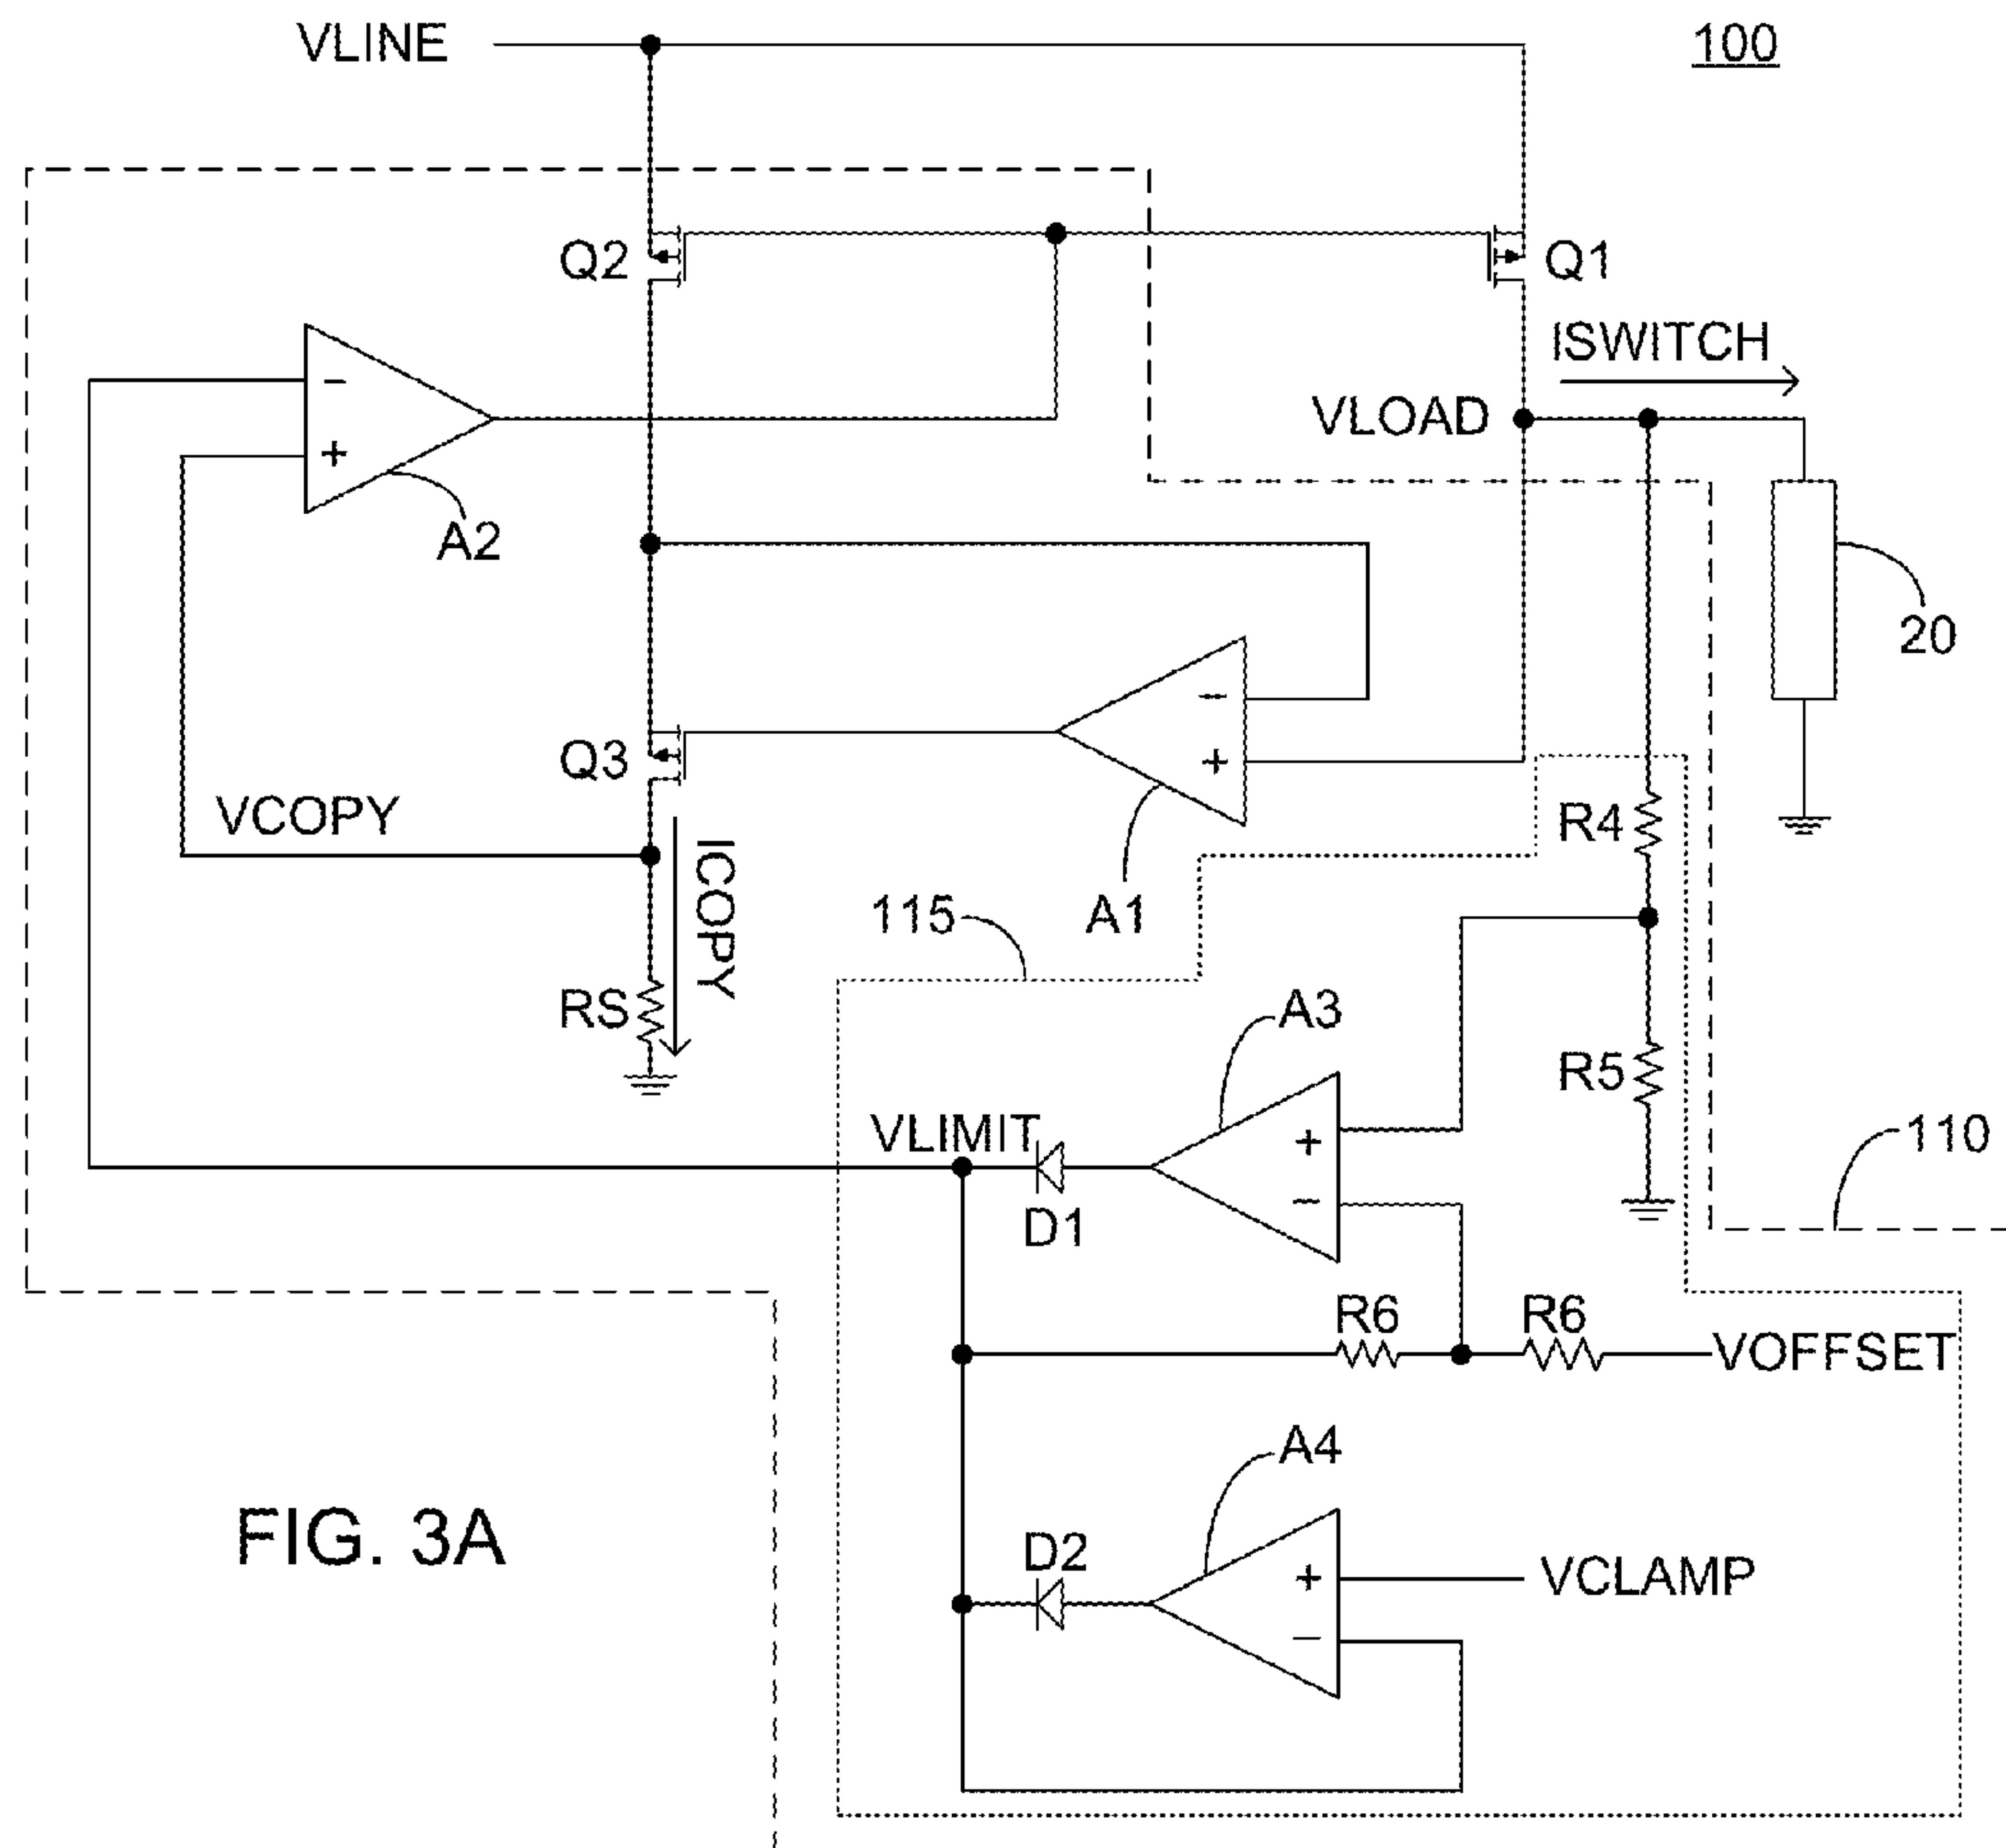 VLINE
100
Q2
Q1
ISWITCH
−
VLOAD
+
A2
20
−
Q3
+
VCOPY
R4
ICOPY
115
A1
RS
A3
R5
VLIMIT
+
110
−
D1
R6
R6
VOFFSET
A4
FIG. 3A
D2
+
VCLAMP
−